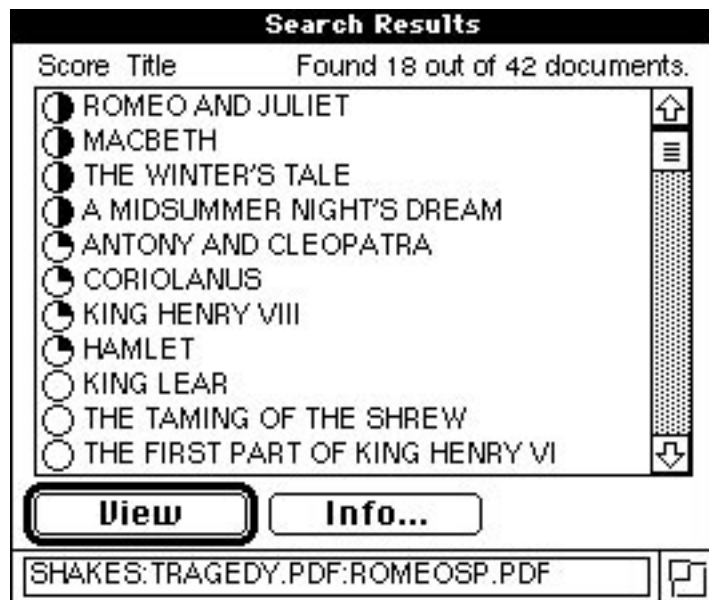 Search Results
Score Title Found 18 out of 42 documents.
ROMEO AND JULIET
MACBETH
THE WINTER'S TALE
A MIDSUMMER NIGHT'S DREAM
ANTONY AND CLEOPATRA
CORIOLANUS
KING HENRY VIII
HAMLET
KING LEAR
THE TAMING OF THE SHREW
THE FIRST PART OF KING HENRY VI
View Info...
SHAKES:TRAGEDY.PDF:ROMEOSP.PDF